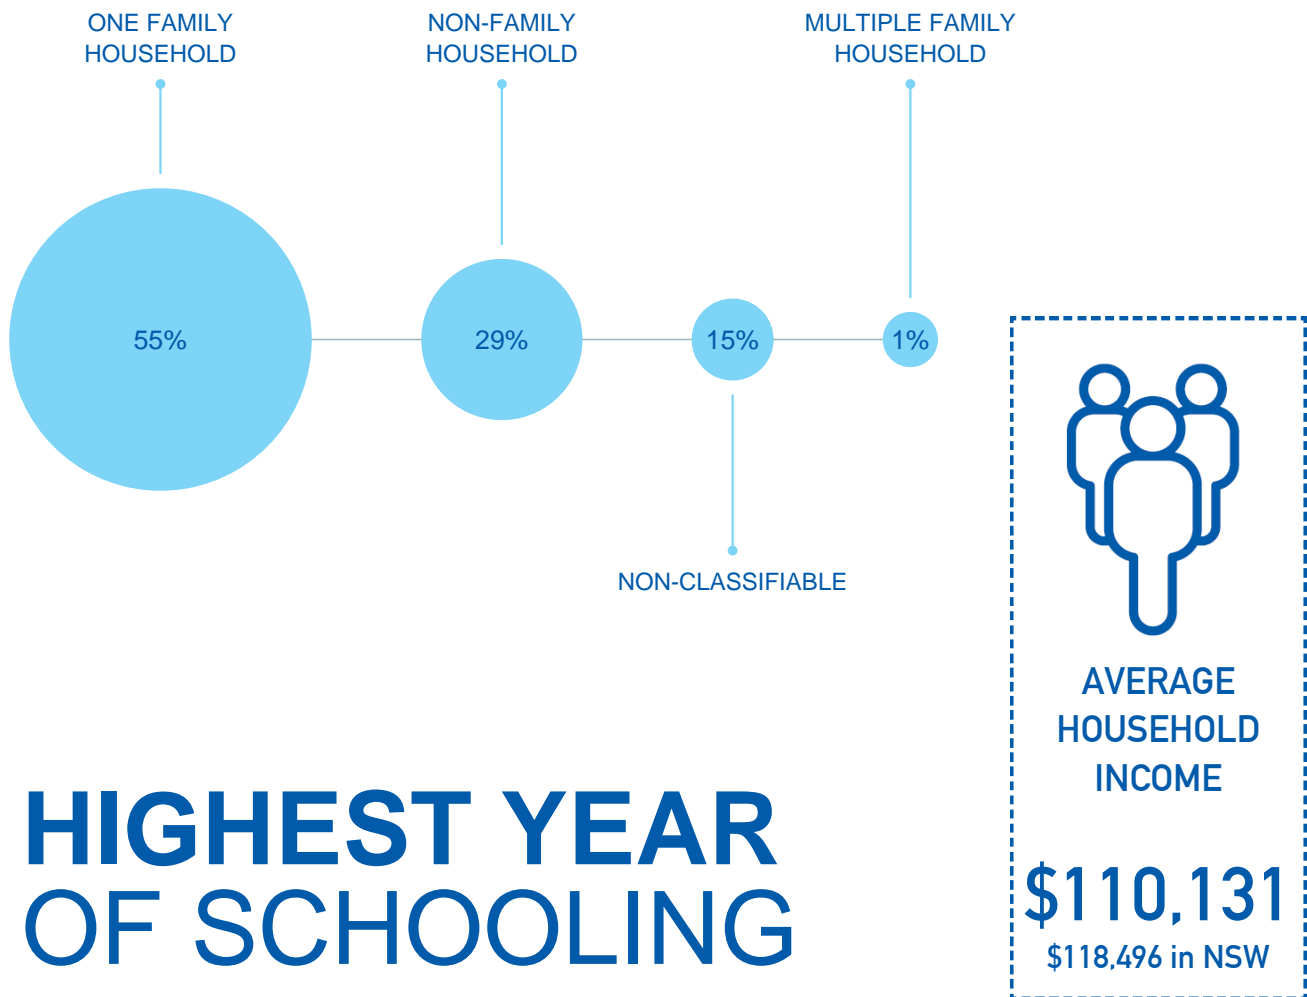 ONE FAMILY
HOUSEHOLD
NON-FAMILY
HOUSEHOLD
MULTIPLE FAMILY
HOUSEHOLD
55%
29%
15%
1%
NON-CLASSIFIABLE
AVERAGE
HOUSEHOLD
INCOME
$110,131
$118,496 in NSW
HIGHEST YEAR
OF SCHOOLING